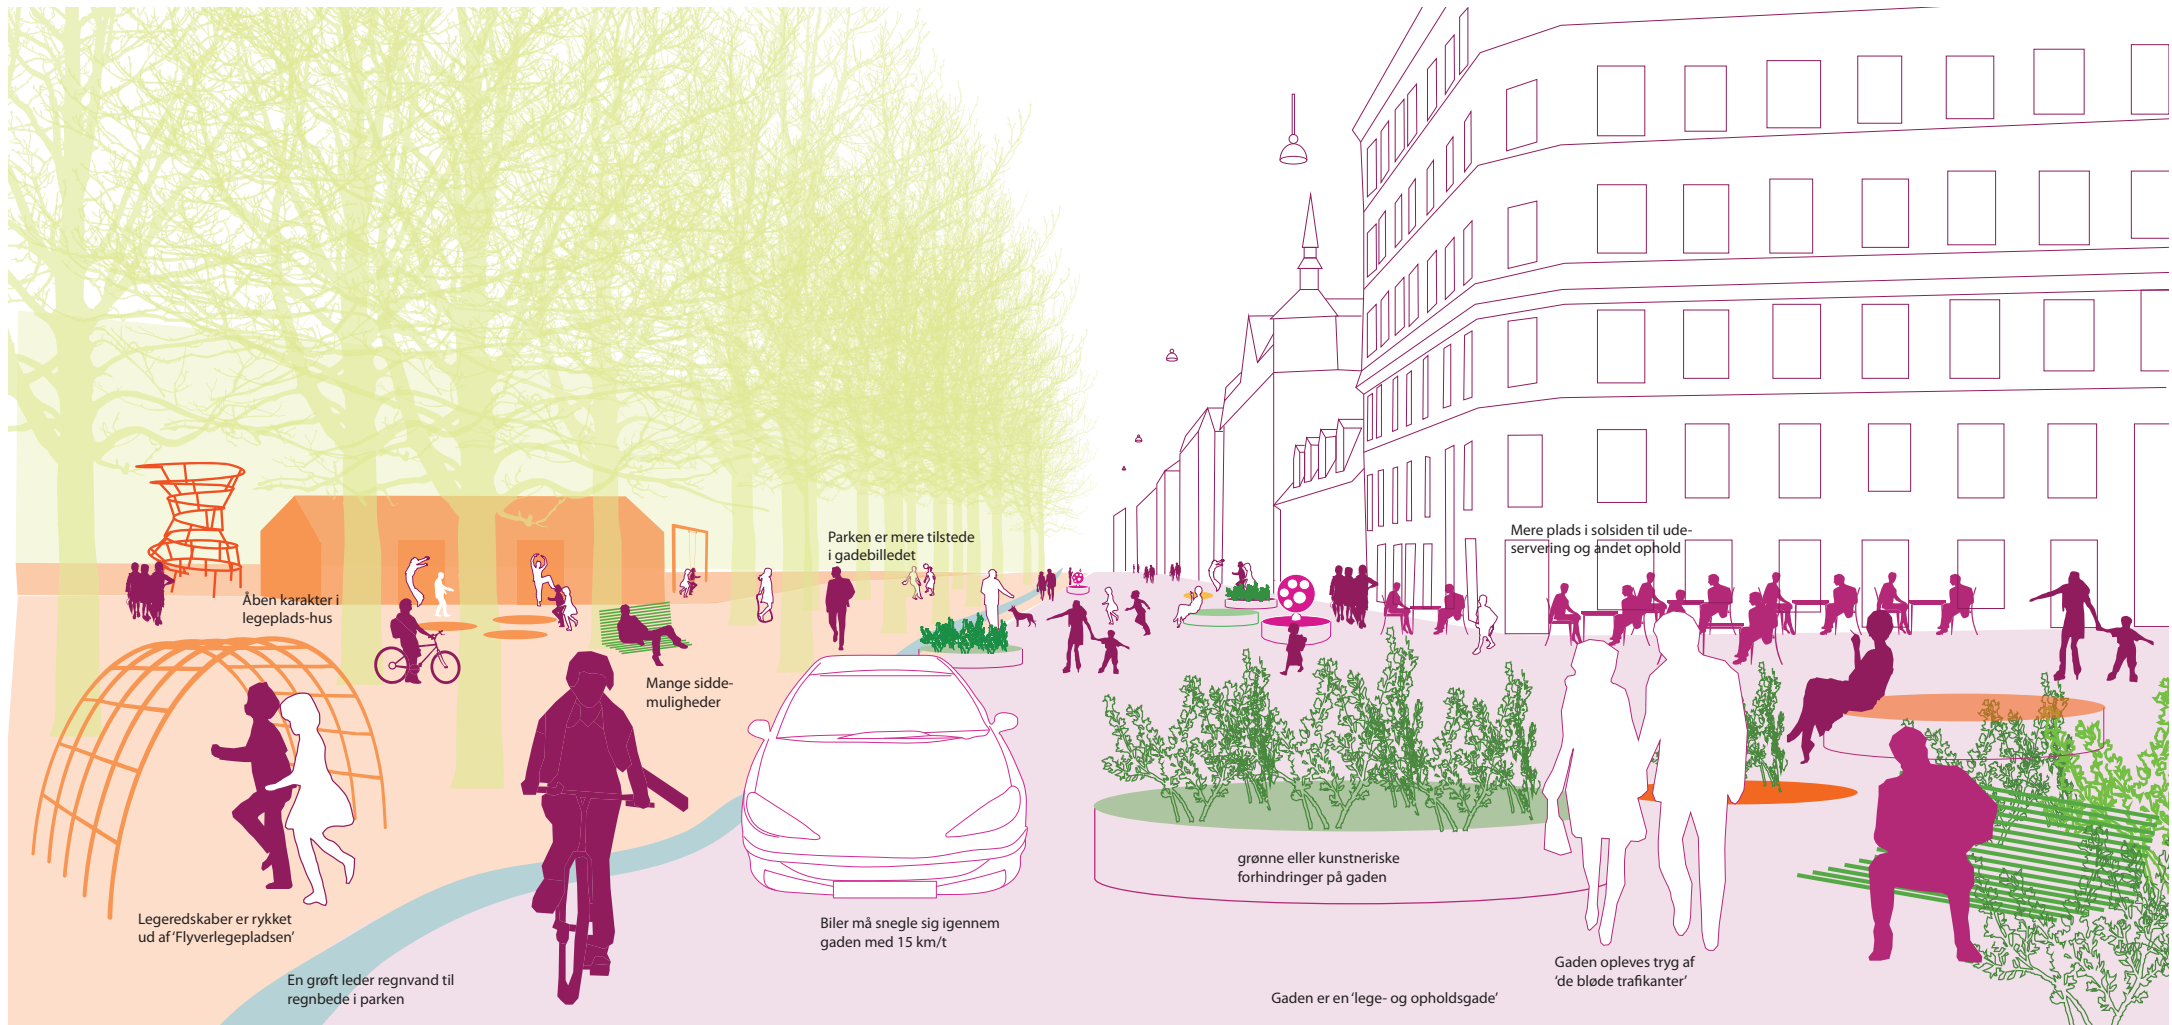 Parken er mere tilstede
i gadebilledet
Mere plads i solsiden til ude-
servering og andet ophold
Åben karakter i
legeplads-hus
Mange sidde-
muligheder
grønne eller kunstneriske
forhindringer på gaden
Legeredskaber er rykket
ud af 'Flyverlegepladsen'
Biler må snegle sig igennem
gaden med 15 km/t
En grøft leder regnvand til
regnbede i parken
Gaden opleves tryg af
'de bløde trafikanter'
Gaden er en 'lege- og opholdsgade'